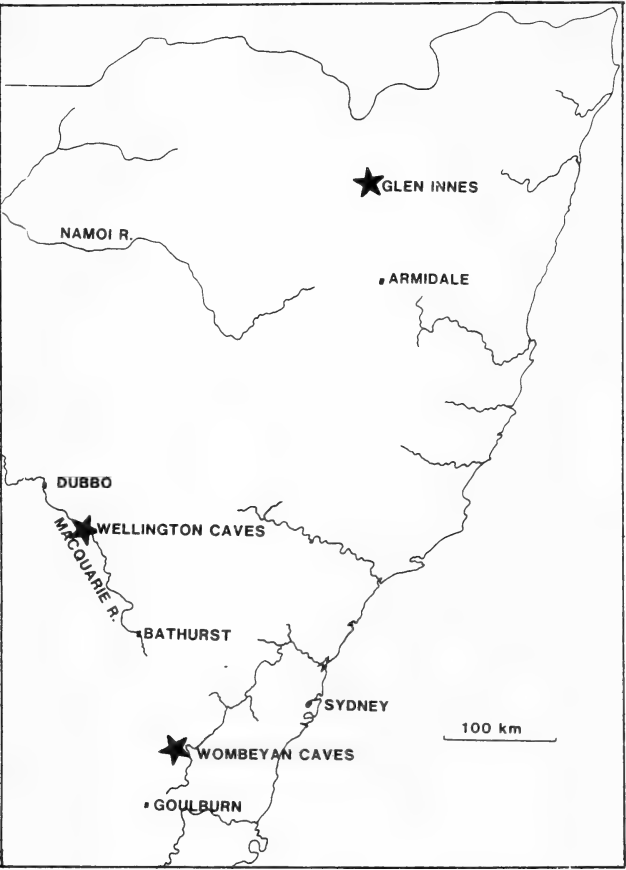 GLEN INNES
NAMOI R.
ARMIDALE
DUBBO
WELLINGTON CAVES
MACQUARIE R.
BATHURST
SYDNEY
100 km
WOMBEYAN CAVES
GOULBURN